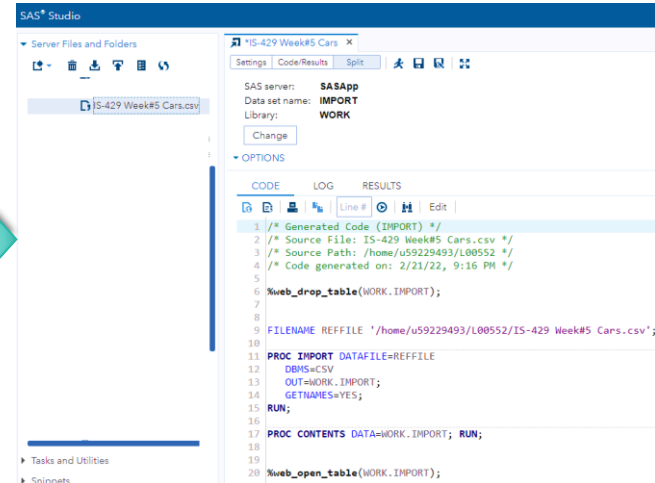 SAS® Studio
Server Files and Folders
IS-429 Week#5 Cars.csv
Tasks and Utilities
Snippets
*IS-429 Week#5 Cars ×
Settings Code/Results Split
SAS server: SASApp
Data set name: IMPORT
Library: WORK
Change
OPTIONS
CODE LOG RESULTS
Line # Edit
1 /* Generated Code (IMPORT) */
2 /* Source File: IS-429 Week#5 Cars.csv */
3 /* Source Path: /home/u59229493/L00552 */
4 /* Code generated on: 2/21/22, 9:16 PM */
5
6 %web_drop_table(WORK.IMPORT);
7
8
9 FILENAME REFFILE '/home/u59229493/L00552/IS-429 Week#5 Cars.csv';
10
11 PROC IMPORT DATAFILE=REFFILE
12 DBMS=CSV
13 OUT=WORK.IMPORT;
14 GETNAMES=YES;
15 RUN;
16
17 PROC CONTENTS DATA=WORK.IMPORT; RUN;
18
19
20 %web_open_table(WORK.IMPORT);